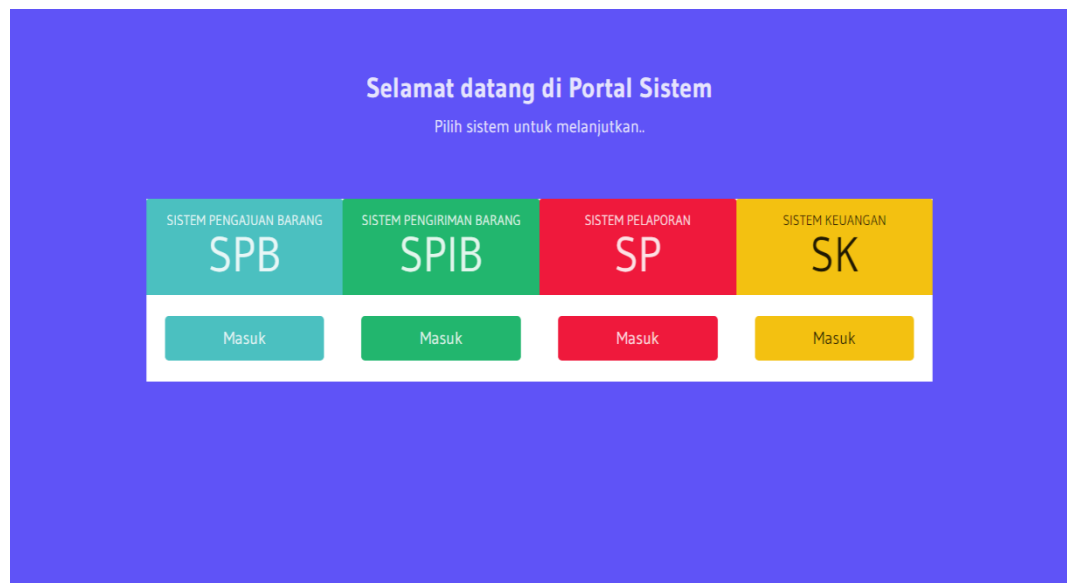 Selamat datang di Portal Sistem
Pilih sistem untuk melanjutkan..
SISTEM PENGAJUAN BARANG
SPB
Masuk
SISTEM PENGIRIMAN BARANG
SPIB
Masuk
SISTEM PELAPORAN
SP
Masuk
SISTEM KEUANGAN
SK
Masuk